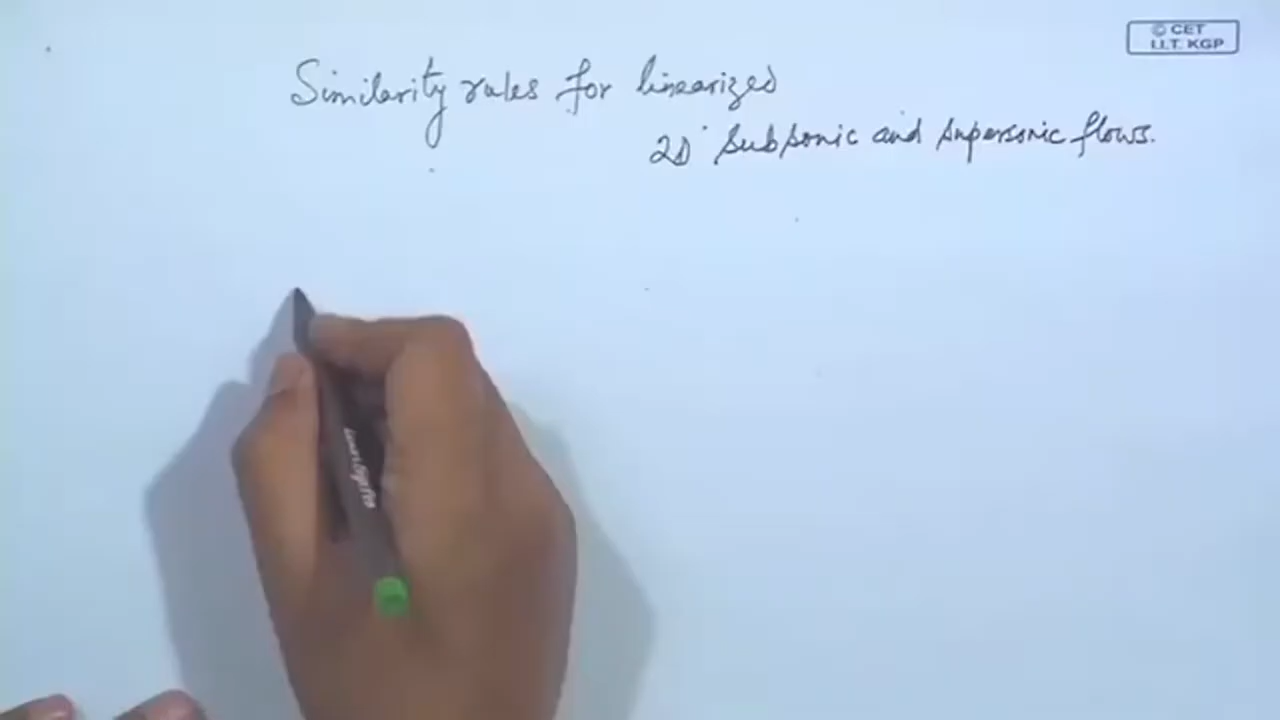 © CET
I.I.T. KGP
Similarity rules for linearized
2D subsonic and supersonic flows.